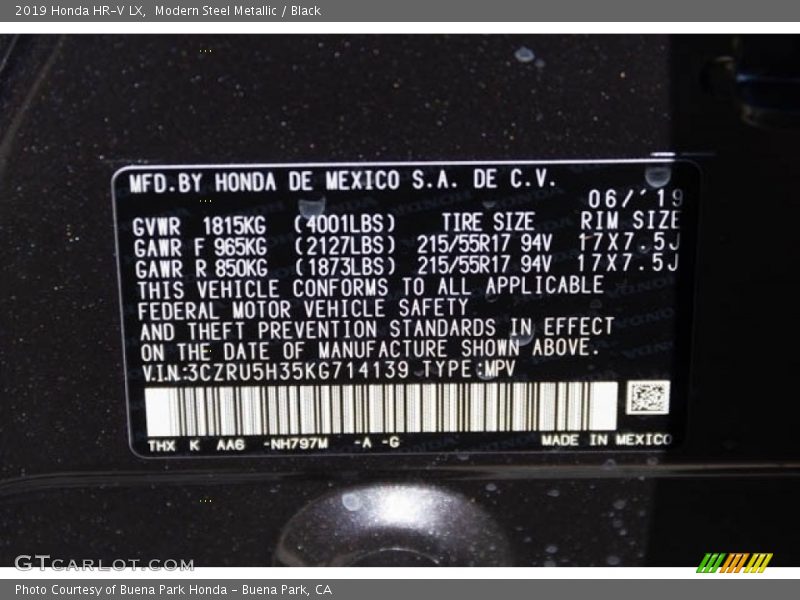 2019 Honda HR-V LX,  Modern Steel Metallic / Black
MFD.BY HONDA DE MEXICO S.A. DE C.V.
06/'19
GVWR 1815KG (4001LBS) TIRE SIZE RIM SIZE
GAWR F 965KG (2127LBS) 215/55R17 94V 17X7.5J
GAWR R 850KG (1873LBS) 215/55R17 94V 17X7.5J
THIS VEHICLE CONFORMS TO ALL APPLICABLE
FEDERAL MOTOR VEHICLE SAFETY
AND THEFT PREVENTION STANDARDS IN EFFECT
ON THE DATE OF MANUFACTURE SHOWN ABOVE.
V.I.N:3CZRU5H35KG714139 TYPE:MPV
THX K AA6 -NH797M -A -G MADE IN MEXICO
GTCARLOT.COM
Photo Courtesy of Buena Park Honda - Buena Park, CA